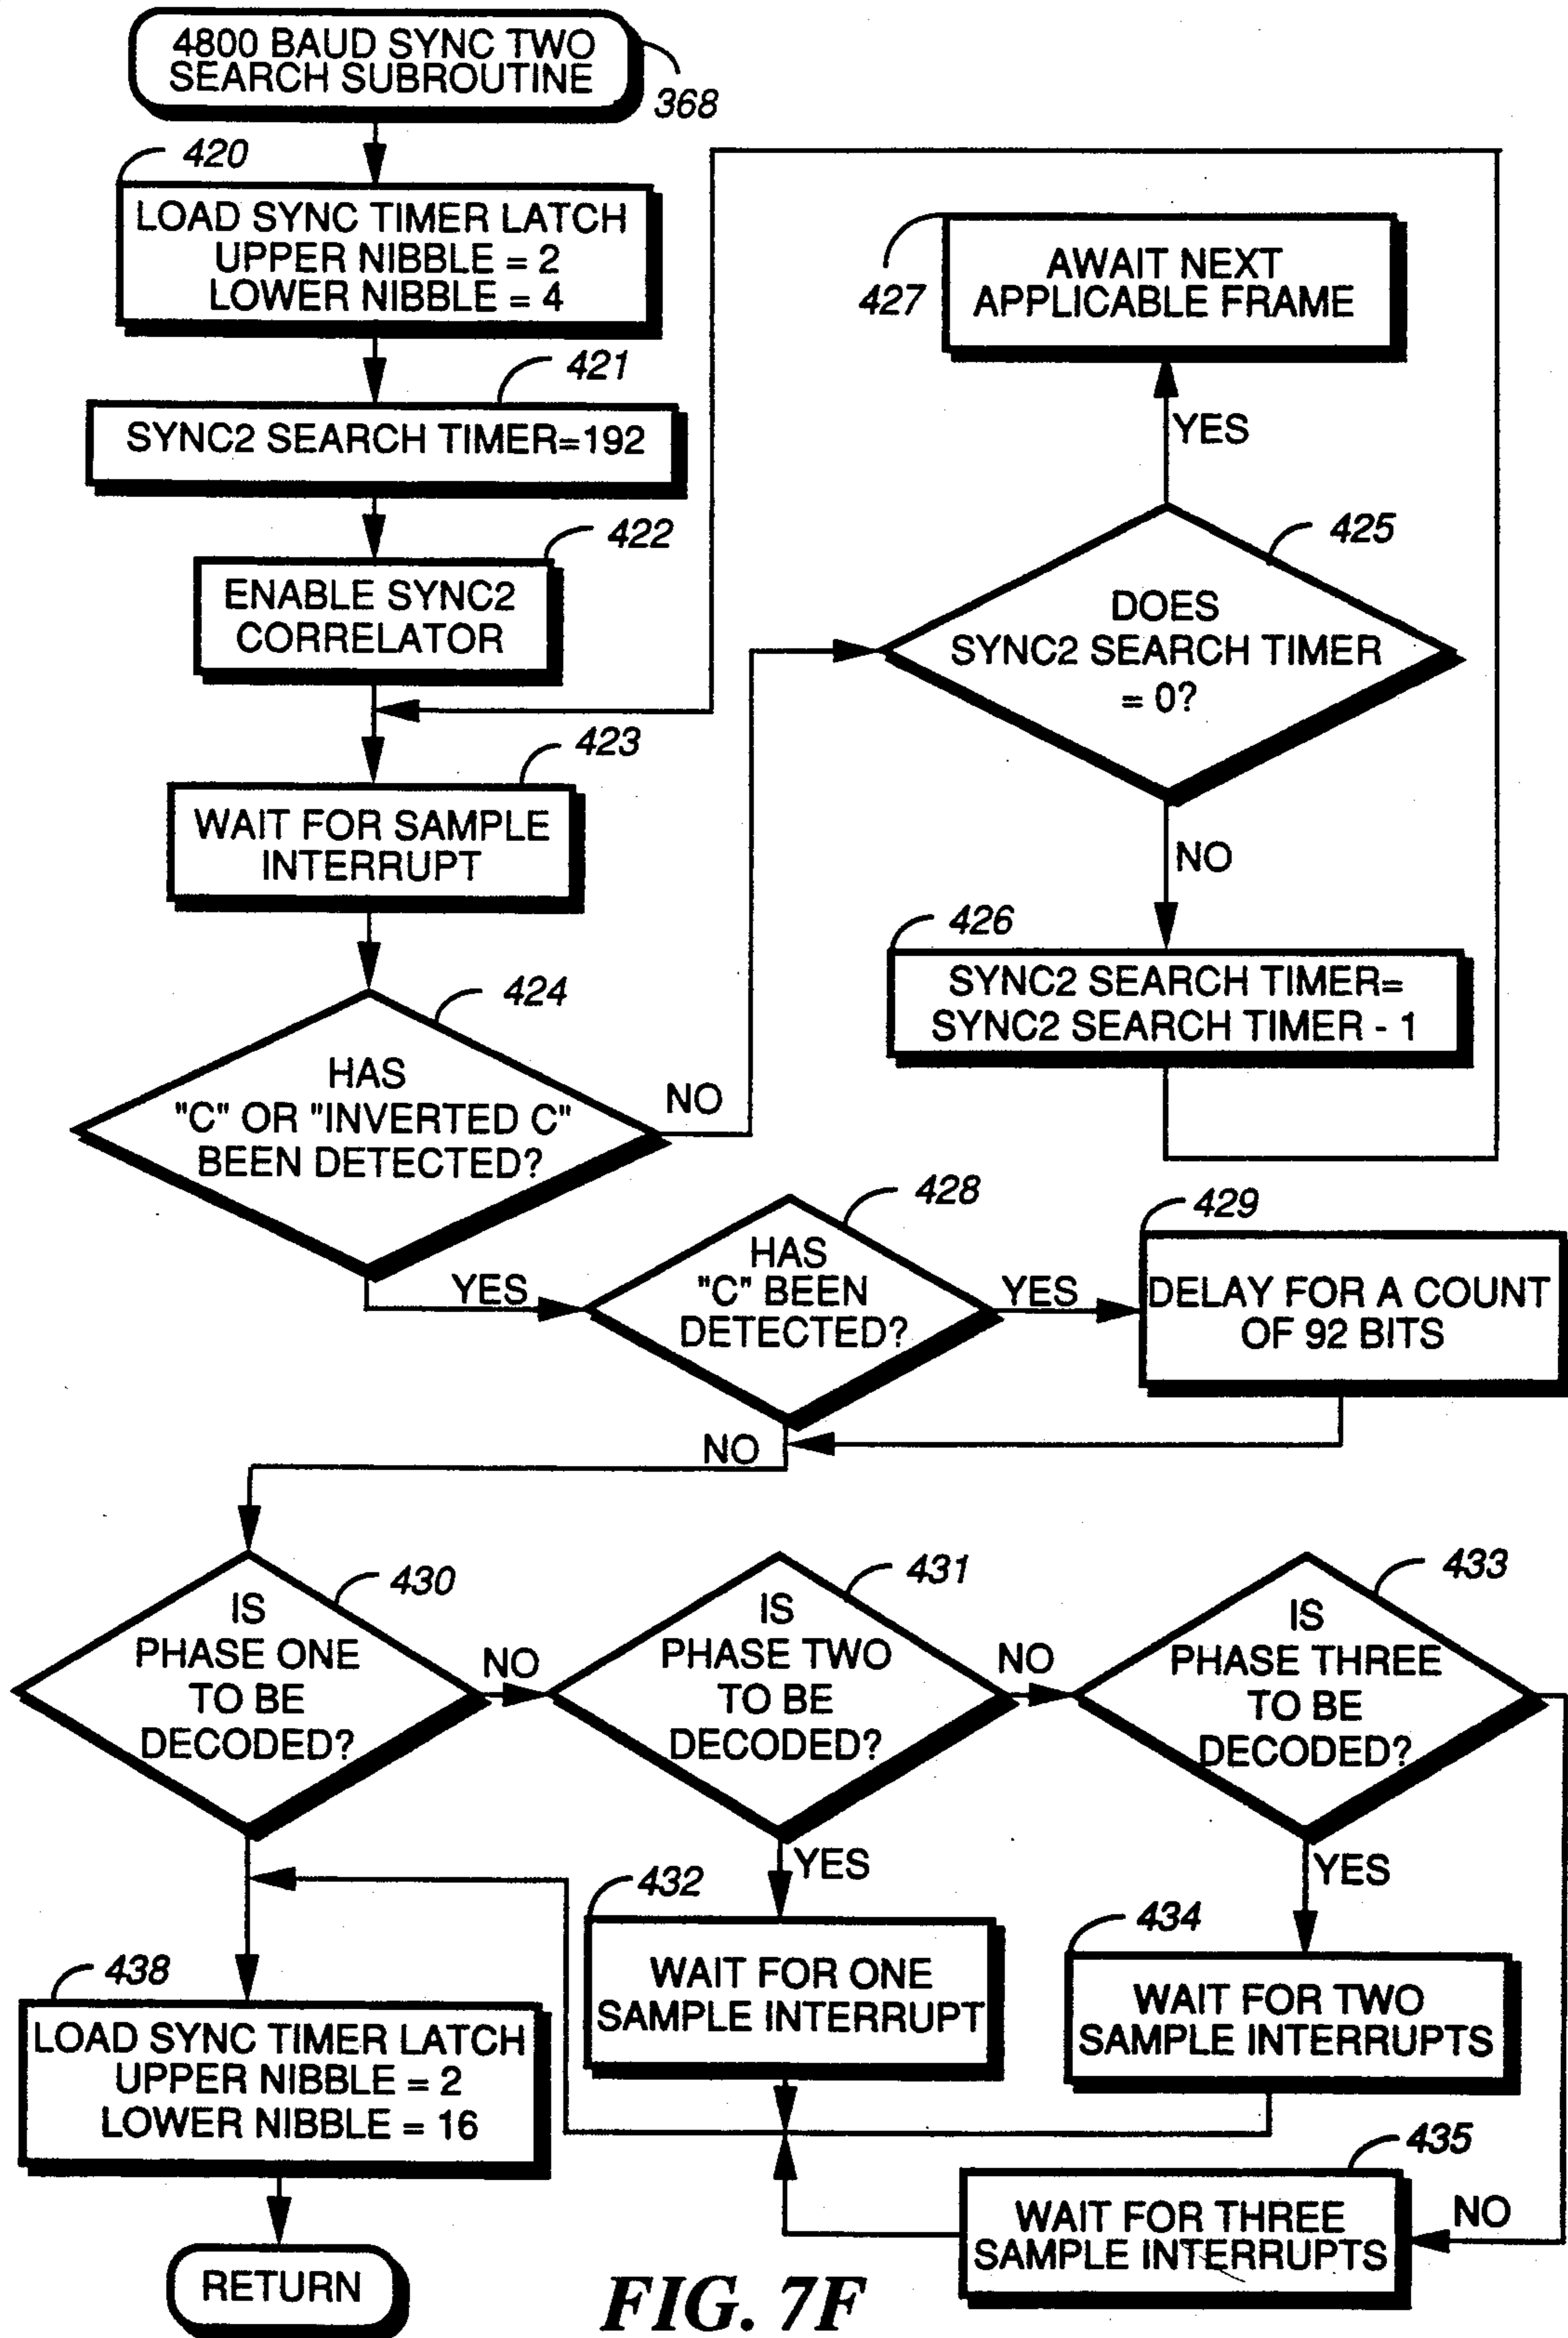 4800 BAUD SYNC TWO
SEARCH SUBROUTINE
368
420
LOAD SYNC TIMER LATCH
UPPER NIBBLE = 2
LOWER NIBBLE = 4
421
SYNC2 SEARCH TIMER=192
422
ENABLE SYNC2
CORRELATOR
423
WAIT FOR SAMPLE
INTERRUPT
424
HAS
"C" OR "INVERTED C"
BEEN DETECTED?
NO
YES
427
AWAIT NEXT
APPLICABLE FRAME
YES
425
DOES
SYNC2 SEARCH TIMER
= 0?
NO
426
SYNC2 SEARCH TIMER=
SYNC2 SEARCH TIMER - 1
428
HAS
"C" BEEN
DETECTED?
YES
NO
429
DELAY FOR A COUNT
OF 92 BITS
430
IS
PHASE ONE
TO BE
DECODED?
NO
431
IS
PHASE TWO
TO BE
DECODED?
NO
YES
433
IS
PHASE THREE
TO BE
DECODED?
YES
NO
432
WAIT FOR ONE
SAMPLE INTERRUPT
434
WAIT FOR TWO
SAMPLE INTERRUPTS
435
WAIT FOR THREE
SAMPLE INTERRUPTS
438
LOAD SYNC TIMER LATCH
UPPER NIBBLE = 2
LOWER NIBBLE = 16
RETURN
FIG. 7F